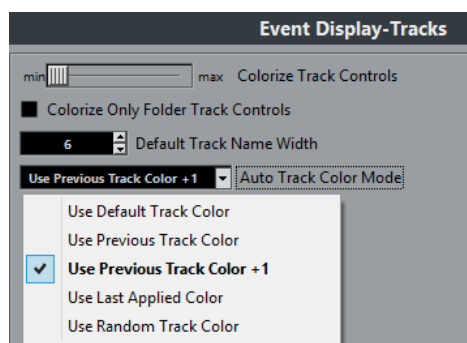 Event Display-Tracks
min max Colorize Track Controls
Colorize Only Folder Track Controls
6 Default Track Name Width
Use Previous Track Color +1 Auto Track Color Mode
Use Default Track Color
Use Previous Track Color
Use Previous Track Color +1
Use Last Applied Color
Use Random Track Color